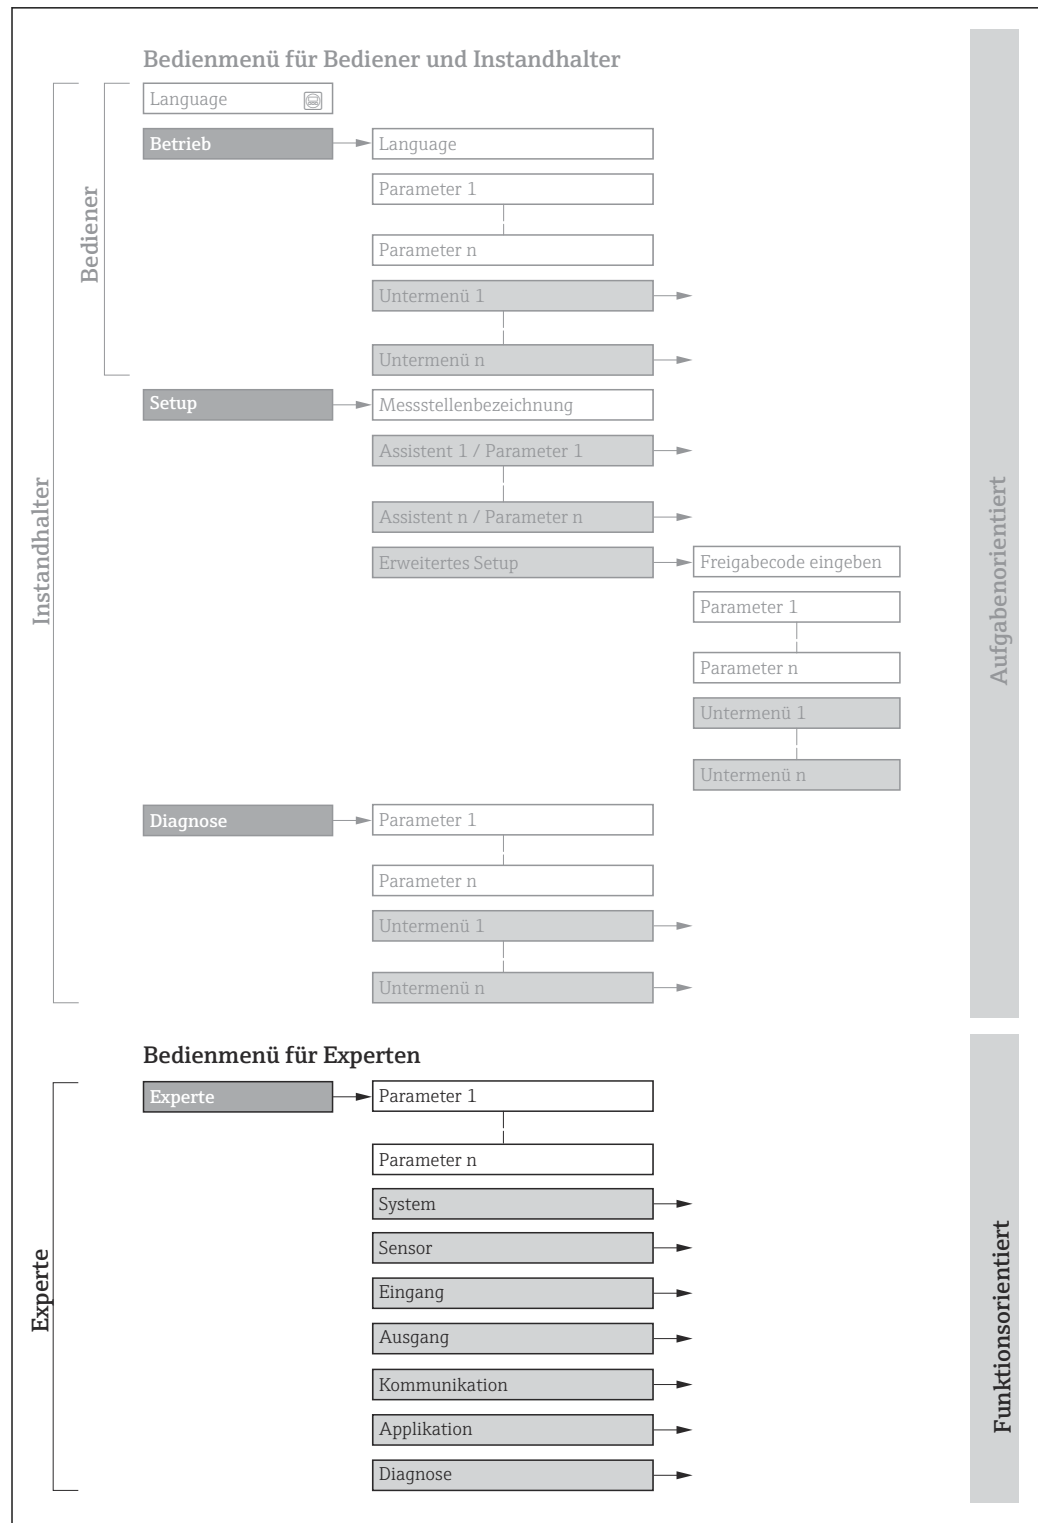 Bedienmenü für Bediener und Instandhalter
Language
Betrieb
Language
Parameter 1
Parameter n
Untermenü 1
Untermenü n
Bediener
Setup
Messstellenbezeichnung
Assistent 1 / Parameter 1
Assistent n / Parameter n
Erweitertes Setup
Freigabecode eingeben
Parameter 1
Parameter n
Untermenü 1
Untermenü n
Diagnose
Parameter 1
Parameter n
Untermenü 1
Untermenü n
Instandhalter
Aufgabenorientiert
Bedienmenü für Experten
Experte
Parameter 1
Parameter n
System
Sensor
Eingang
Ausgang
Kommunikation
Applikation
Diagnose
Experte
Funktionsorientiert